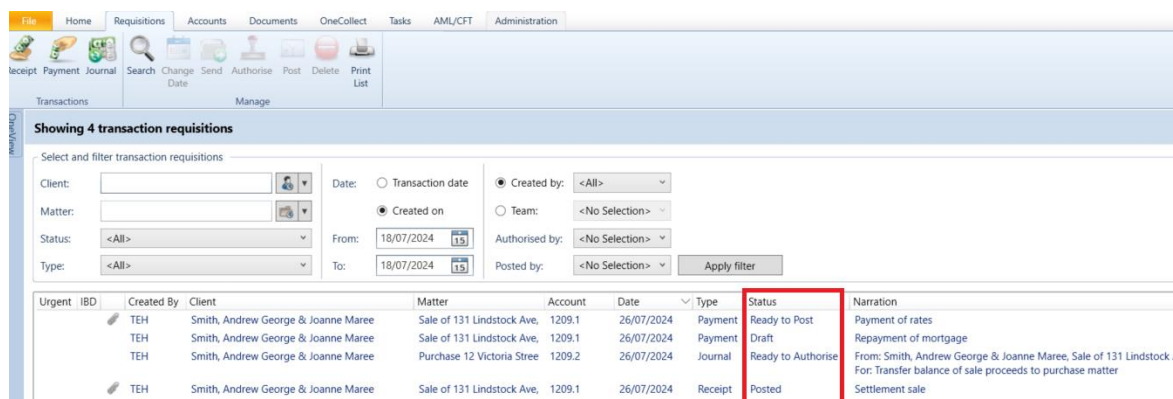 File Home Requisitions Accounts Documents OneCollect Tasks AML/CFT Administration
Receipt Payment Journal Search Change Date Send Authorise Post Delete Print List
Transactions Manage
OneView
Showing 4 transaction requisitions
Select and filter transaction requisitions
Client: Date: Transaction date Created by: <All>
Matter: Created on Team: <No Selection>
Status: <All> From: 18/07/2024 15 Authorised by: <No Selection>
Type: <All> To: 18/07/2024 15 Posted by: <No Selection> Apply filter
Urgent IBD Created By Client Matter Account Date Type Status Narration
TEH Smith, Andrew George & Joanne Maree Sale of 131 Lindstock Ave, 1209.1 26/07/2024 Payment Ready to Post Payment of rates
TEH Smith, Andrew George & Joanne Maree Sale of 131 Lindstock Ave, 1209.1 26/07/2024 Payment Draft Repayment of mortgage
TEH Smith, Andrew George & Joanne Maree Purchase 12 Victoria Stree 1209.2 26/07/2024 Journal Ready to Authorise From: Smith, Andrew George & Joanne Maree, Sale of 131 Lindstock
For: Transfer balance of sale proceeds to purchase matter
TEH Smith, Andrew George & Joanne Maree Sale of 131 Lindstock Ave, 1209.1 26/07/2024 Receipt Posted Settlement sale